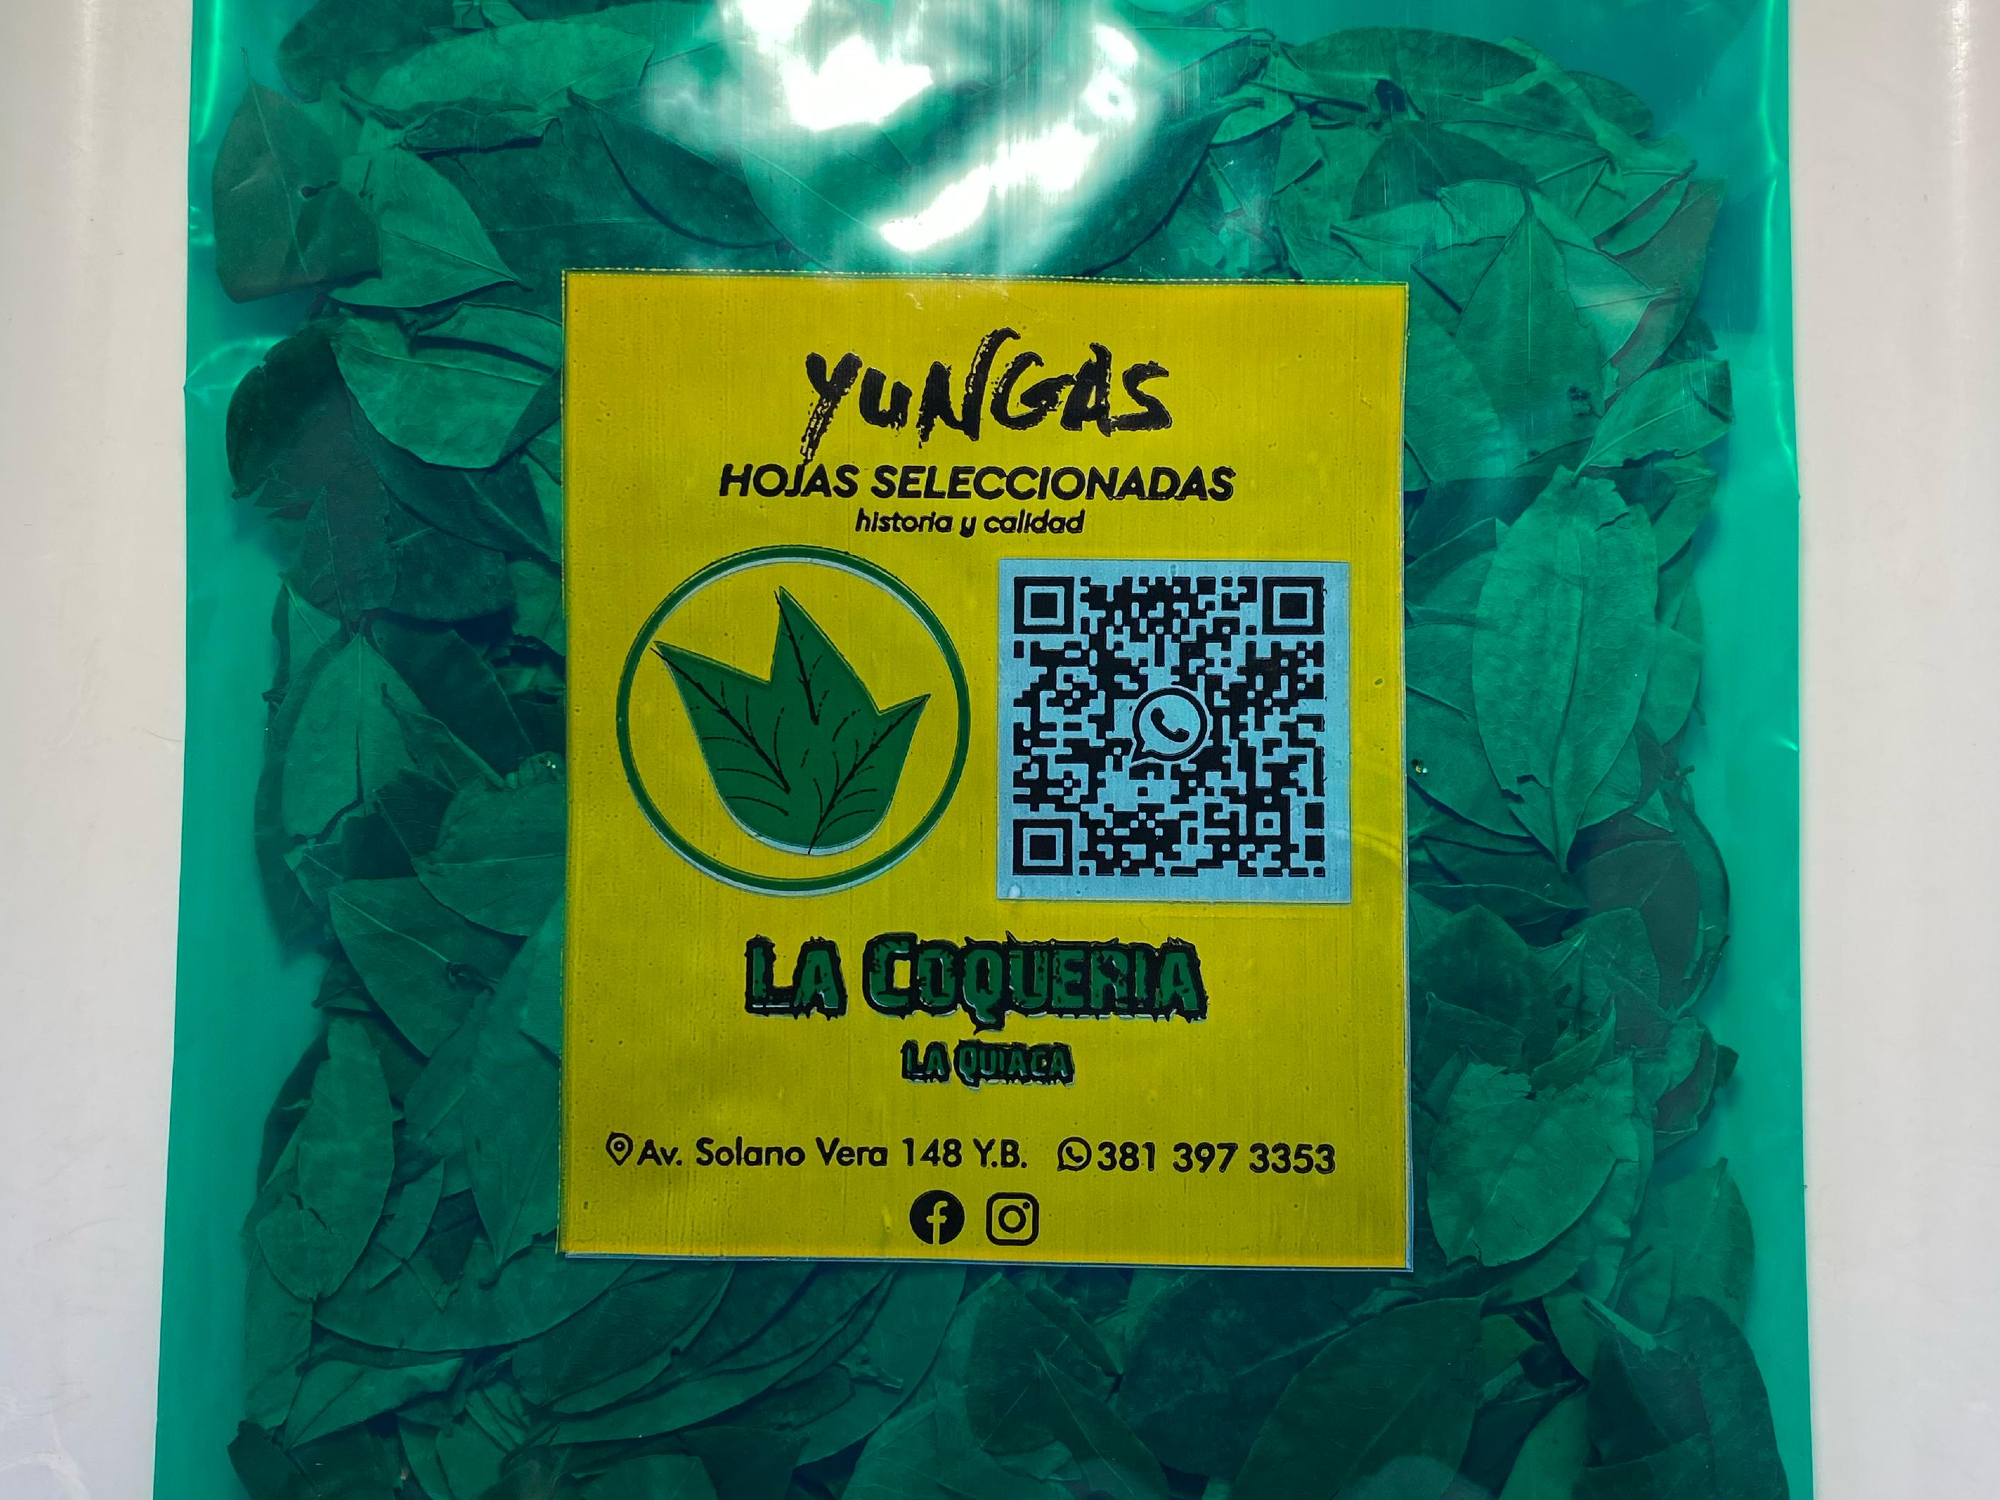 YUNGAS
HOJAS SELECCIONADAS
historia y calidad
LA COQUERIA
LA QUIACA
Av. Solano Vera 148 Y.B. 381 397 3353